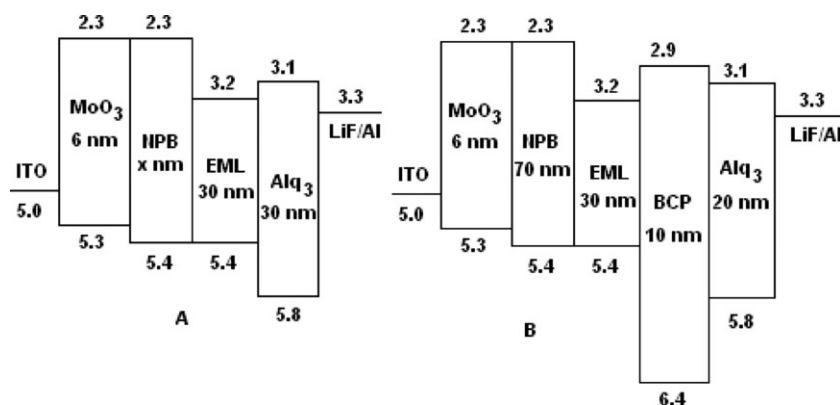 2.3 2.3
3.2
3.1
3.3
LiF/Al
MoO3
6 nm
NPB
x nm
EML
30 nm
Alq3
30 nm
ITO
5.0
5.3
5.4 5.4
5.8
A
2.3 2.3
3.2
2.9
3.1
3.3
LiF/Al
MoO3
6 nm
NPB
70 nm
EML
30 nm
BCP
10 nm
Alq3
20 nm
ITO
5.0
5.3
5.4 5.4
5.8
6.4
B